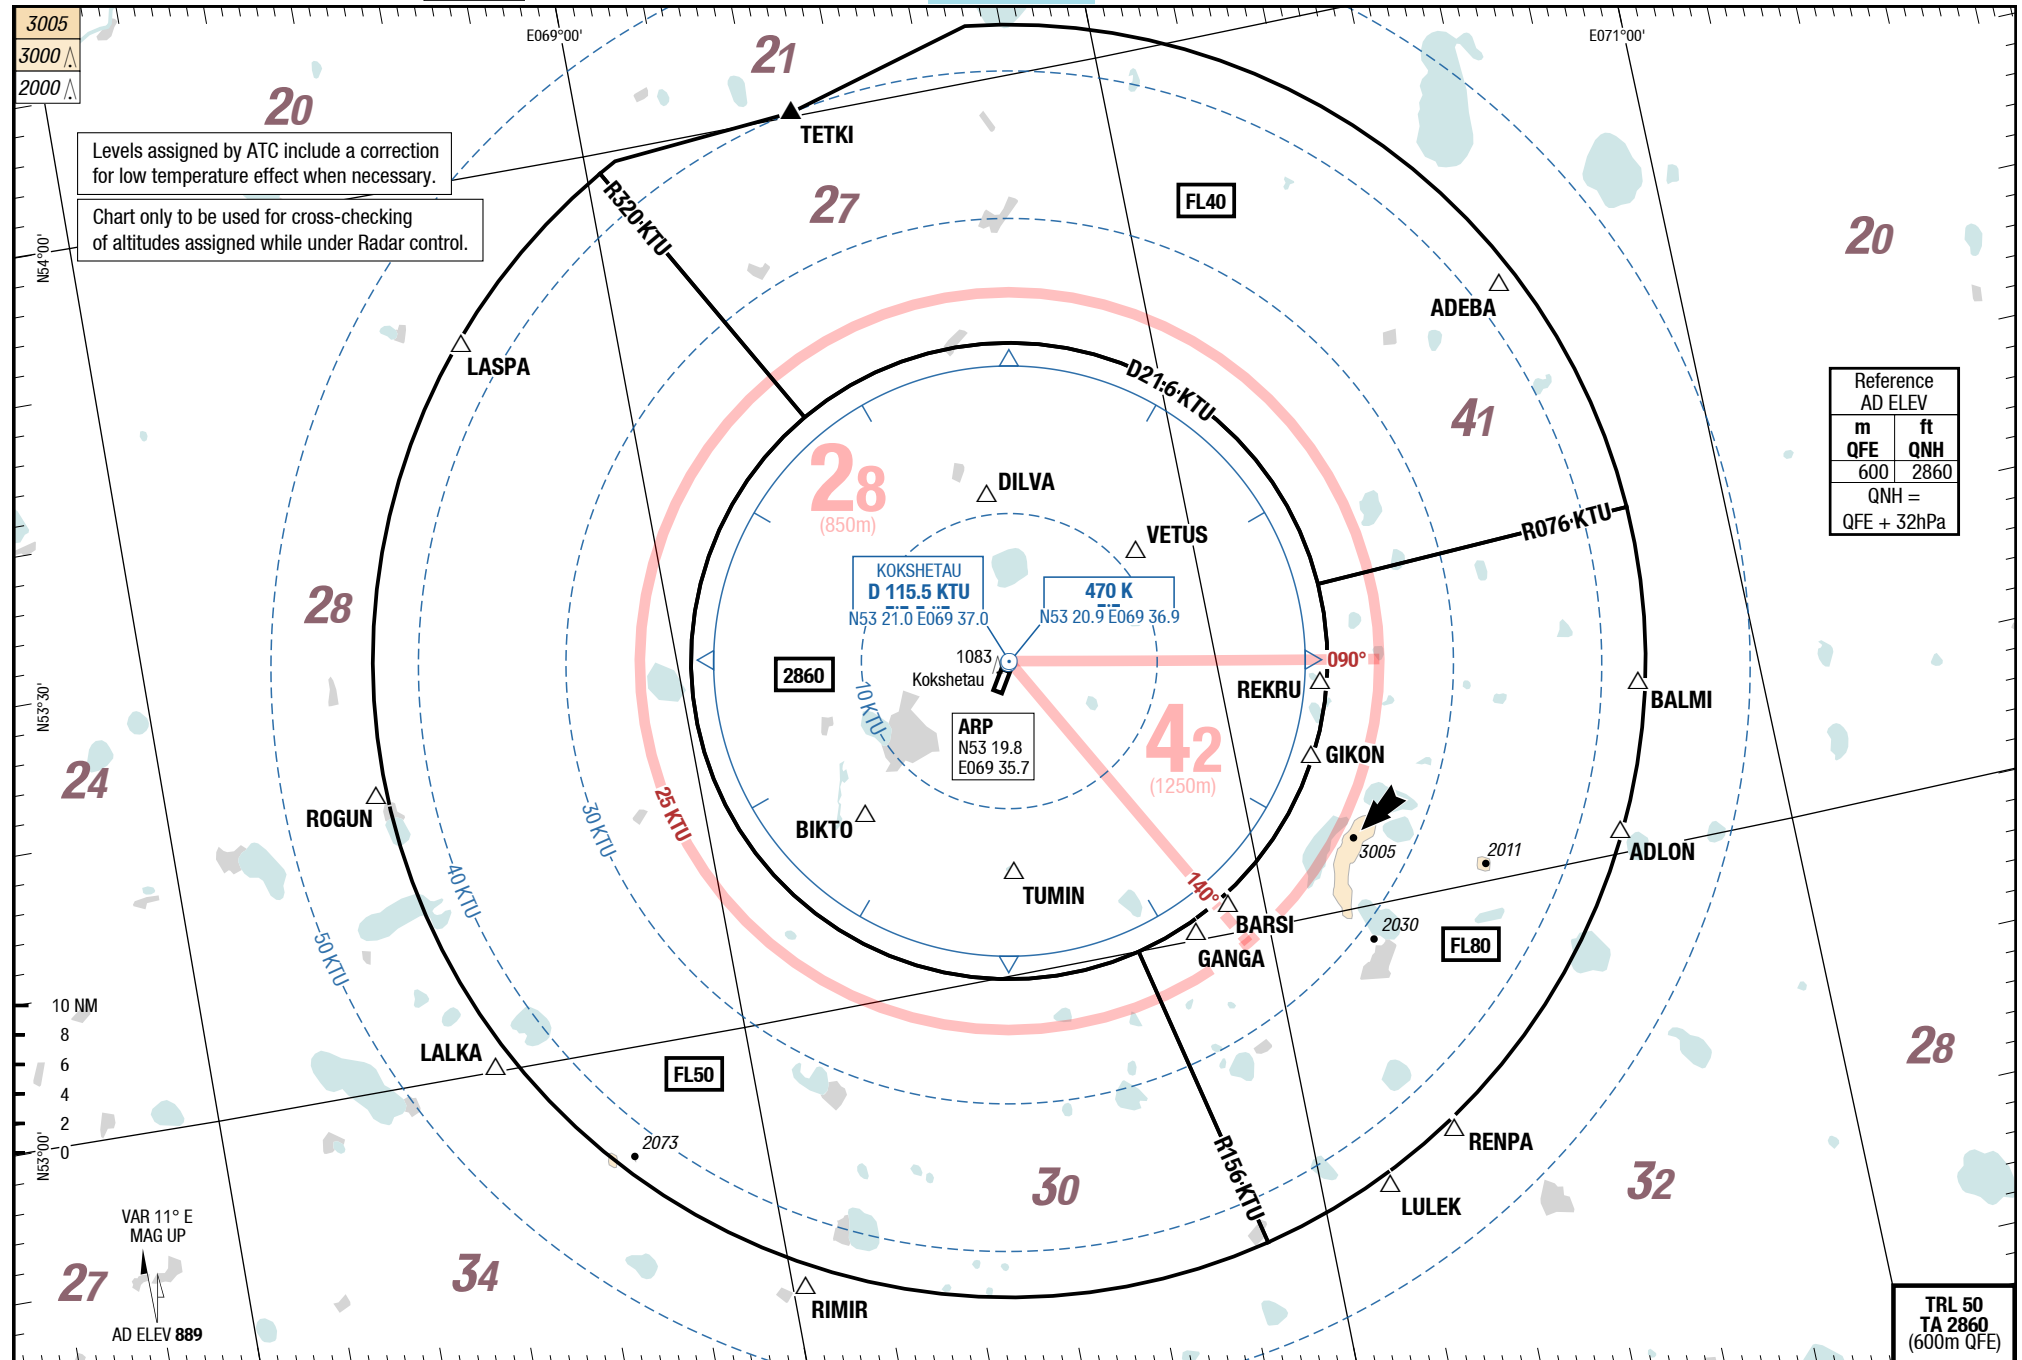 3005
3000
2000
E069°00'
E071°00'
21
20
TETKI
Levels assigned by ATC include a correction
for low temperature effect when necessary.
Chart only to be used for cross-checking
of altitudes assigned while under Radar control.
R320 KTU
27
FL40
20
N54°00'
ADEBA
LASPA
D21.6 KTU
41
Reference
AD ELEV
m ft
QFE QNH
600 2860
QNH =
QFE + 32hPa
28
(850m)
DILVA
VETUS
R076 KTU
KOKSHETAU
D 115.5 KTU
N53 21.0 E069 37.0
470 K
N53 20.9 E069 36.9
28
1083
Kokshetau
2860
090°
REKRU
BALMI
N53°30'
10 KTU
ARP
N53 19.8
E069 35.7
42
(1250m)
GIKON
24
ROGUN
25 KTU
30 KTU
BIKTO
3005
2011
ADLON
40 KTU
TUMIN
140°
BARSI
GANGA
2030
FL80
50 KTU
10 NM
8
6
4
2
0
LALKA
FL50
28
N53°00'
2073
RENPA
R156 KTU
30
32
LULEK
VAR 11° E
MAG UP
27
34
RIMIR
AD ELEV 889
TRL 50
TA 2860
(600m QFE)